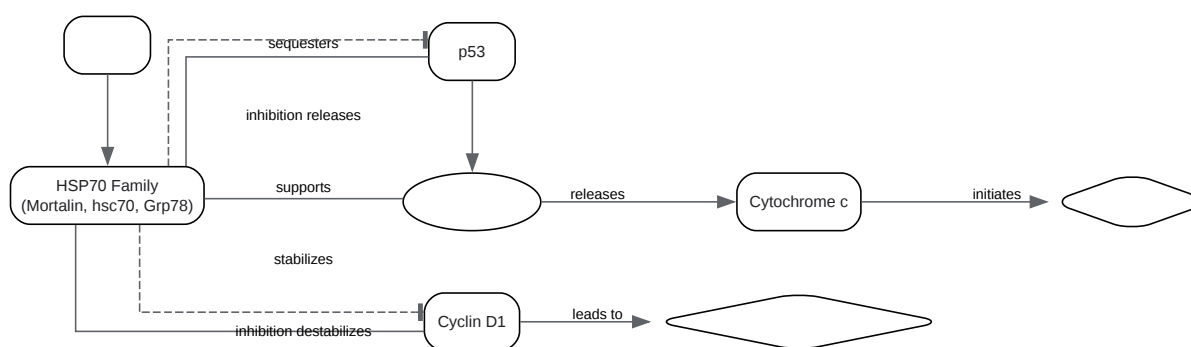 sequesters
p53
inhibition releases
HSP70 Family
(Mortalin, hsc70, Grp78)
supports
releases
Cytochrome c
initiates
stabilizes
Cyclin D1
leads to
inhibition destabilizes